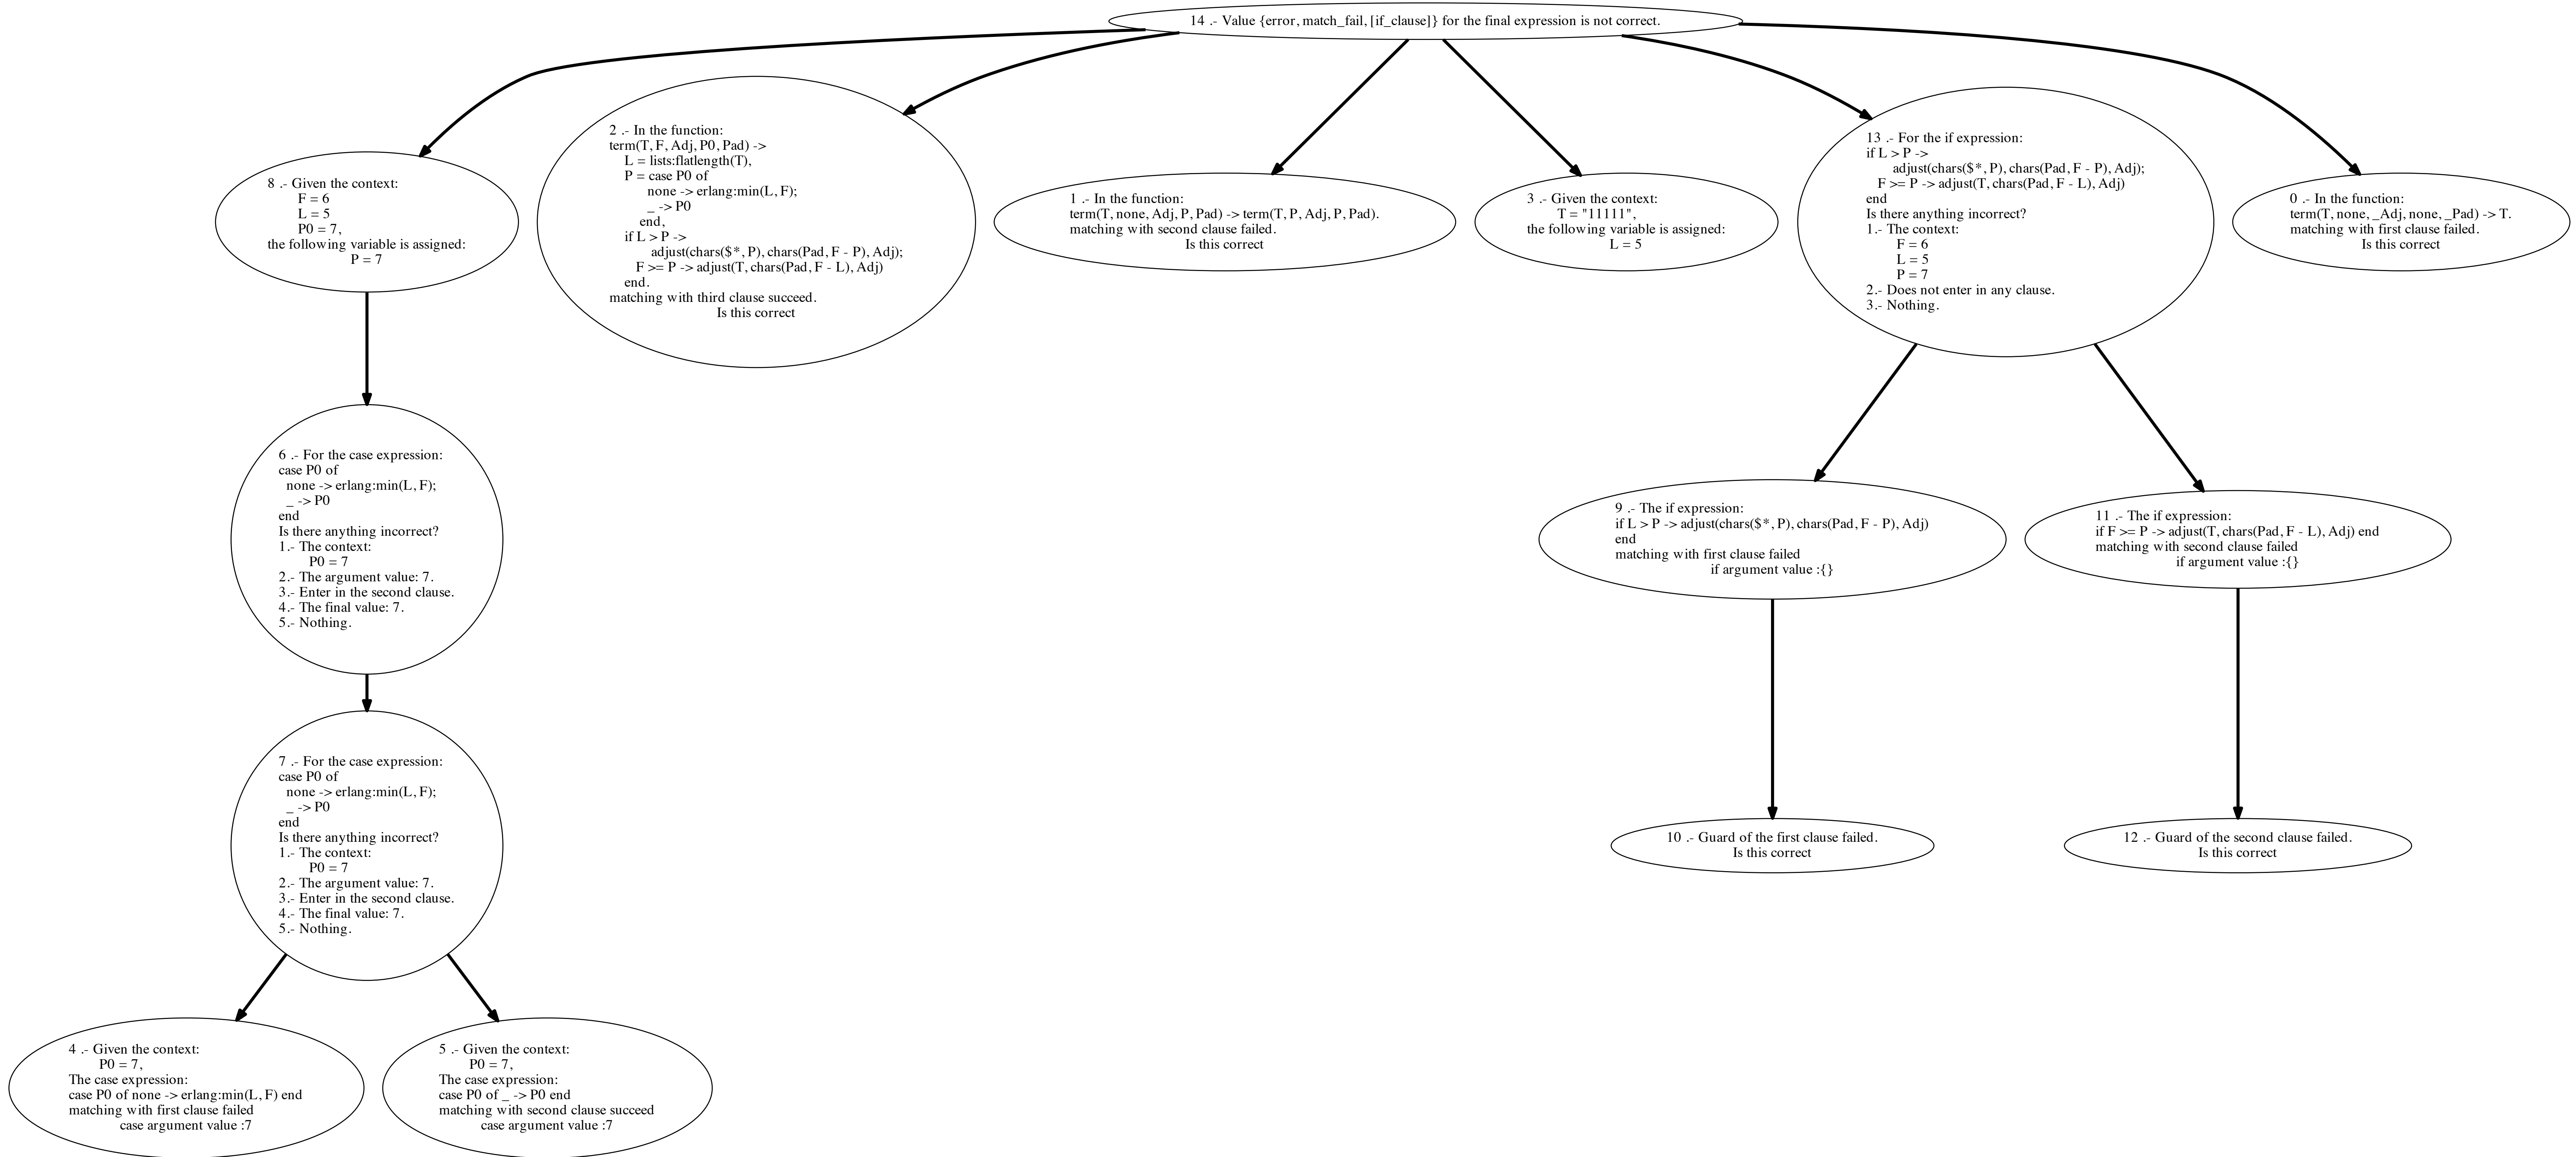 14 .- Value {error, match_fail, [if_clause]} for the final expression is not correct.
8 .- Given the context:
F = 6
L = 5
P0 = 7,
the following variable is assigned:
P = 7
2 .- In the function:
term(T, F, Adj, P0, Pad) ->
L = lists:flatlength(T),
P = case P0 of
none -> erlang:min(L, F);
_ -> P0
end,
if L > P ->
adjust(chars($*, P), chars(Pad, F - P), Adj);
F >= P -> adjust(T, chars(Pad, F - L), Adj)
end.
matching with third clause succeed.
Is this correct
1 .- In the function:
term(T, none, Adj, P, Pad) -> term(T, P, Adj, P, Pad).
matching with second clause failed.
Is this correct
3 .- Given the context:
T = "11111",
the following variable is assigned:
L = 5
13 .- For the if expression:
if L > P ->
adjust(chars($*, P), chars(Pad, F - P), Adj);
F >= P -> adjust(T, chars(Pad, F - L), Adj)
end
Is there anything incorrect?
1.- The context:
F = 6
L = 5
P = 7
2.- Does not enter in any clause.
3.- Nothing.
0 .- In the function:
term(T, none, _Adj, none, _Pad) -> T.
matching with first clause failed.
Is this correct
6 .- For the case expression:
case P0 of
none -> erlang:min(L, F);
_ -> P0
end
Is there anything incorrect?
1.- The context:
P0 = 7
2.- The argument value: 7.
3.- Enter in the second clause.
4.- The final value: 7.
5.- Nothing.
9 .- The if expression:
if L > P -> adjust(chars($*, P), chars(Pad, F - P), Adj)
end
matching with first clause failed
if argument value :{}
11 .- The if expression:
if F >= P -> adjust(T, chars(Pad, F - L), Adj) end
matching with second clause failed
if argument value :{}
7 .- For the case expression:
case P0 of
none -> erlang:min(L, F);
_ -> P0
end
Is there anything incorrect?
1.- The context:
P0 = 7
2.- The argument value: 7.
3.- Enter in the second clause.
4.- The final value: 7.
5.- Nothing.
10 .- Guard of the first clause failed.
Is this correct
12 .- Guard of the second clause failed.
Is this correct
4 .- Given the context:
P0 = 7,
The case expression:
case P0 of none -> erlang:min(L, F) end
matching with first clause failed
case argument value :7
5 .- Given the context:
P0 = 7,
The case expression:
case P0 of _ -> P0 end
matching with second clause succeed
case argument value :7